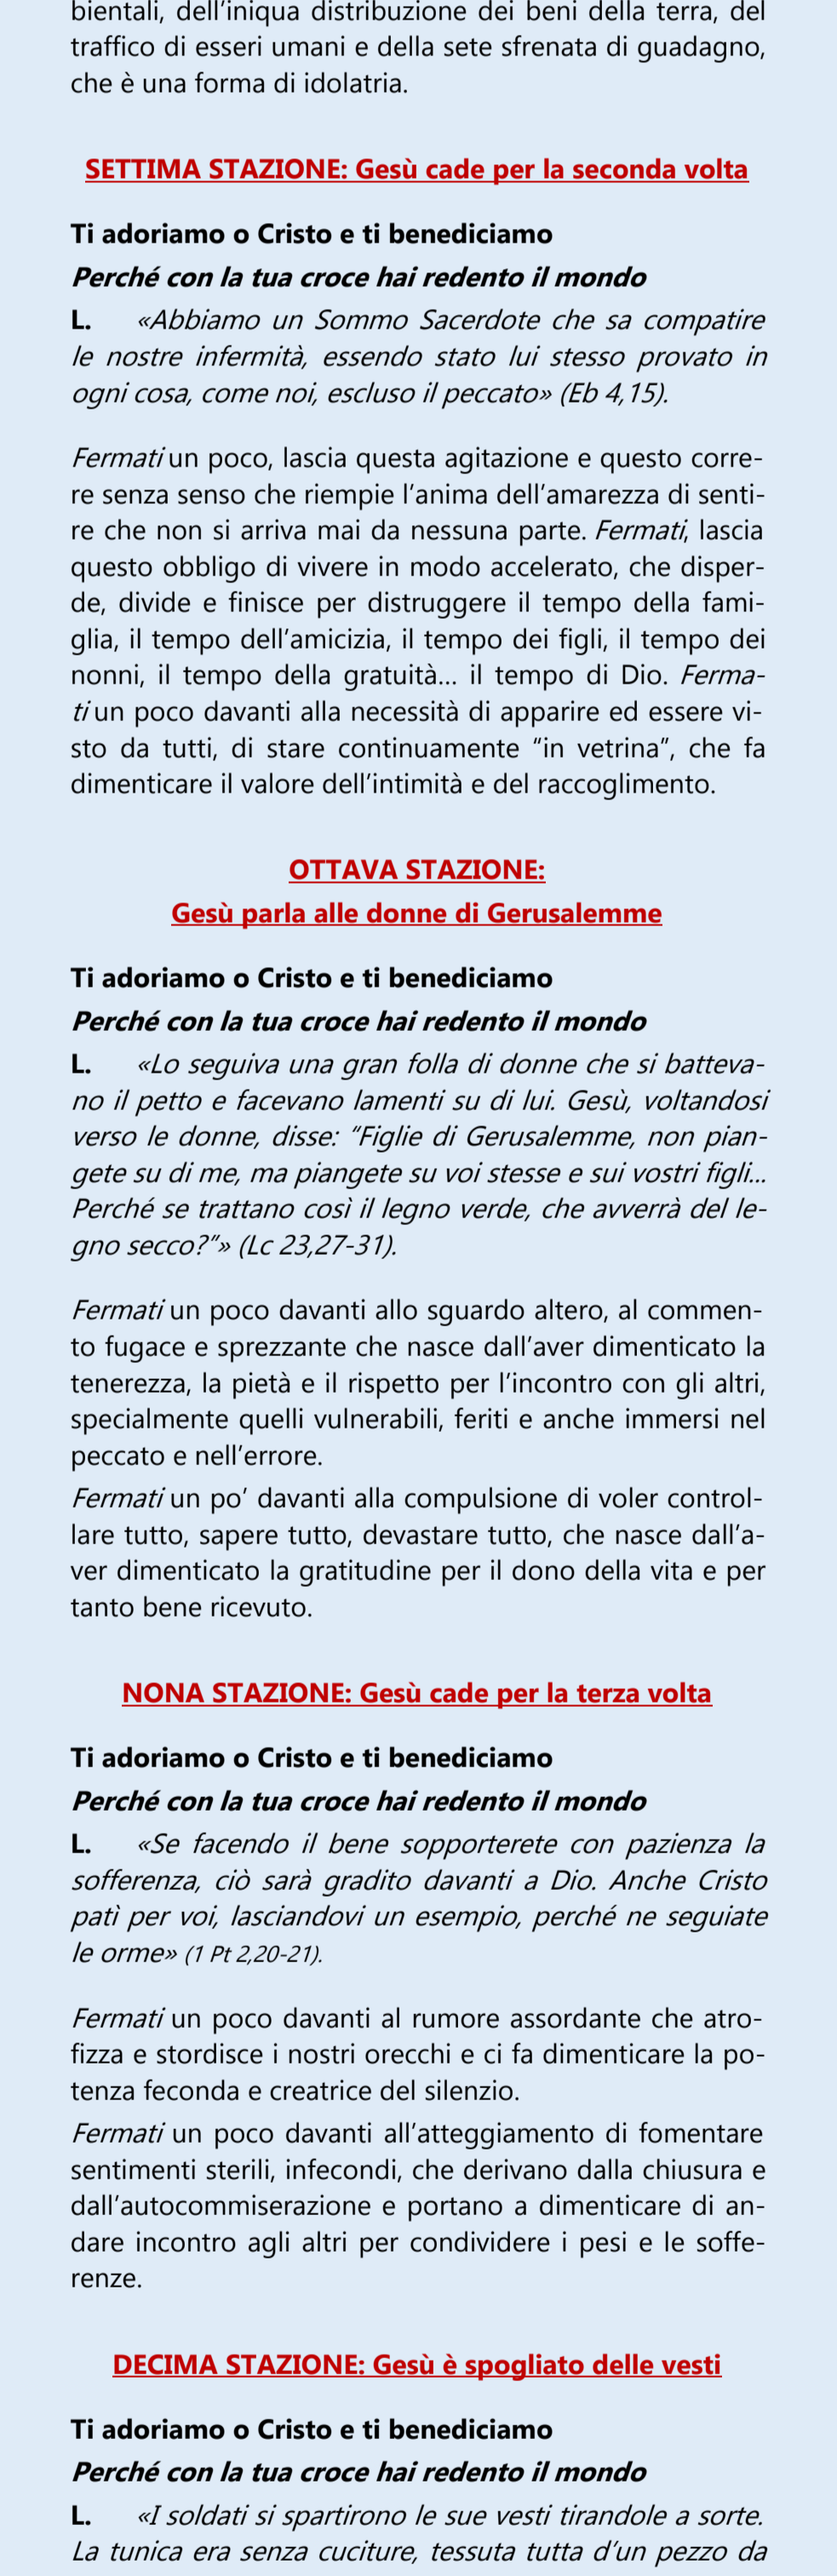 bientali, dell'iniqua distribuzione dei beni della terra, del
traffico di esseri umani e della sete sfrenata di guadagno,
che è una forma di idolatria.
SETTIMA STAZIONE: Gesù cade per la seconda volta
Ti adoriamo o Cristo e ti benediciamo
Perché con la tua croce hai redento il mondo
L. «Abbiamo un Sommo Sacerdote che sa compatire
le nostre infermità, essendo stato lui stesso provato in
ogni cosa, come noi, escluso il peccato» (Eb 4,15).
Fermati un poco, lascia questa agitazione e questo corre-
re senza senso che riempie l'anima dell'amarezza di senti-
re che non si arriva mai da nessuna parte. Fermati, lascia
questo obbligo di vivere in modo accelerato, che disper-
de, divide e finisce per distruggere il tempo della fami-
glia, il tempo dell'amicizia, il tempo dei figli, il tempo dei
nonni, il tempo della gratuità... il tempo di Dio. Ferma-
ti un poco davanti alla necessità di apparire ed essere vi-
sto da tutti, di stare continuamente "in vetrina", che fa
dimenticare il valore dell'intimità e del raccoglimento.
OTTAVA STAZIONE:
Gesù parla alle donne di Gerusalemme
Ti adoriamo o Cristo e ti benediciamo
Perché con la tua croce hai redento il mondo
L. «Lo seguiva una gran folla di donne che si batteva-
no il petto e facevano lamenti su di lui. Gesù, voltandosi
verso le donne, disse: "Figlie di Gerusalemme, non pian-
gete su di me, ma piangete su voi stesse e sui vostri figli...
Perché se trattano così il legno verde, che avverrà del le-
gno secco?"» (Lc 23,27-31).
Fermati un poco davanti allo sguardo altero, al commen-
to fugace e sprezzante che nasce dall'aver dimenticato la
tenerezza, la pietà e il rispetto per l'incontro con gli altri,
specialmente quelli vulnerabili, feriti e anche immersi nel
peccato e nell'errore.
Fermati un po' davanti alla compulsione di voler control-
lare tutto, sapere tutto, devastare tutto, che nasce dall'a-
ver dimenticato la gratitudine per il dono della vita e per
tanto bene ricevuto.
NONA STAZIONE: Gesù cade per la terza volta
Ti adoriamo o Cristo e ti benediciamo
Perché con la tua croce hai redento il mondo
L. «Se facendo il bene sopporterete con pazienza la
sofferenza, ciò sarà gradito davanti a Dio. Anche Cristo
patì per voi, lasciandovi un esempio, perché ne seguiate
le orme» (1 Pt 2,20-21).
Fermati un poco davanti al rumore assordante che atro-
fizza e stordisce i nostri orecchi e ci fa dimenticare la po-
tenza feconda e creatrice del silenzio.
Fermati un poco davanti all'atteggiamento di fomentare
sentimenti sterili, infecondi, che derivano dalla chiusura e
dall'autocommiserazione e portano a dimenticare di an-
dare incontro agli altri per condividere i pesi e le soffe-
renze.
DECIMA STAZIONE: Gesù è spogliato delle vesti
Ti adoriamo o Cristo e ti benediciamo
Perché con la tua croce hai redento il mondo
L. «I soldati si spartirono le sue vesti tirandole a sorte.
La tunica era senza cuciture, tessuta tutta d'un pezzo da